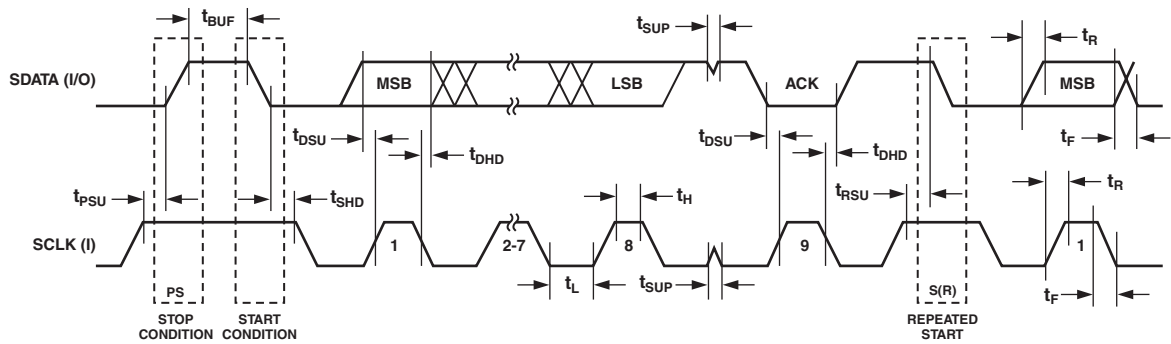 tBUF
tSUP
tR
SDATA (I/O)
MSB
LSB
ACK
MSB
tDSU
tDHD
tDSU
tDHD
tF
tPSU
tSHD
tH
tRSU
tR
SCLK (I)
1
2-7
8
9
1
PS
tL
tSUP
S(R)
tF
STOP
CONDITION
START
CONDITION
REPEATED
START